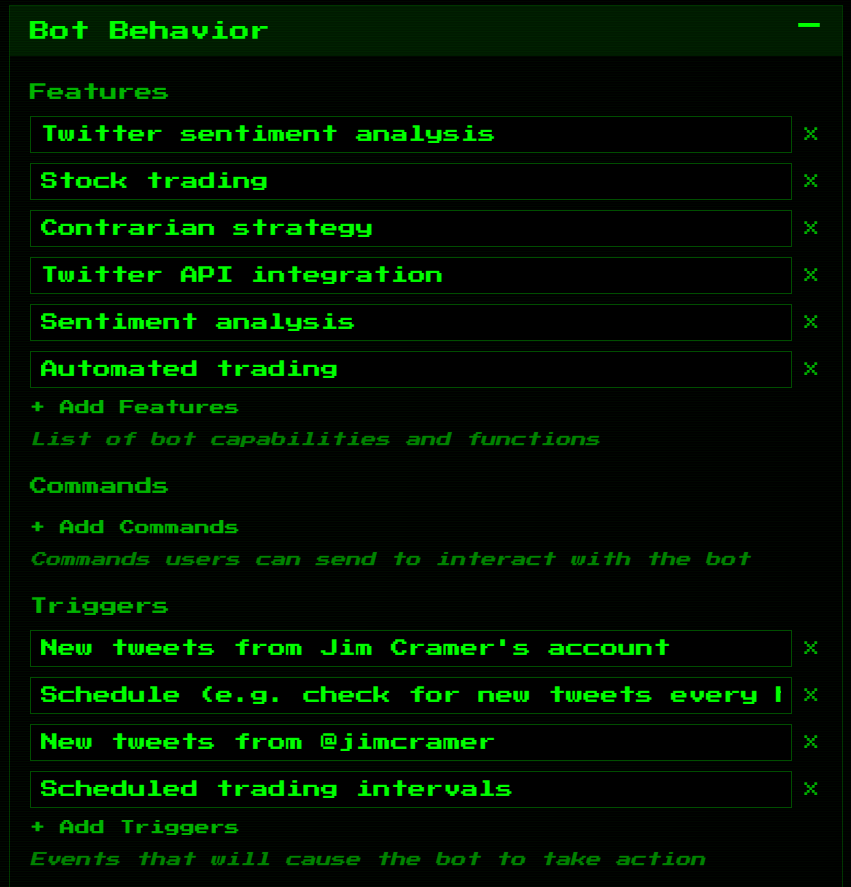 Bot Behavior −
Features
Twitter sentiment analysis x
Stock trading x
Contrarian strategy x
Twitter API integration x
Sentiment analysis x
Automated trading x
+ Add Features
List of bot capabilities and functions
Commands
+ Add Commands
Commands users can send to interact with the bot
Triggers
New tweets from Jim Cramer's account x
Schedule (e.g. check for new tweets every x
New tweets from @jimcramer x
Scheduled trading intervals x
+ Add Triggers
Events that will cause the bot to take action